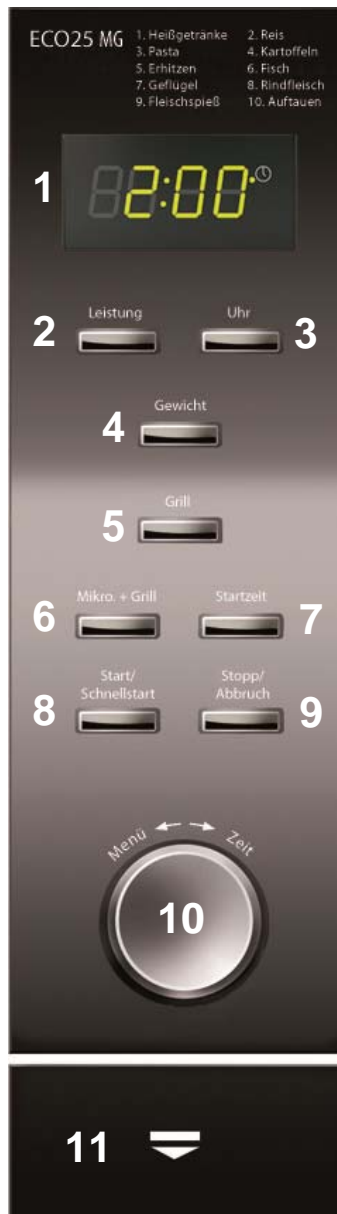 ECO25 MG 1. Heißgetränke 2. Reis
3. Pasta 4. Kartoffeln
5. Erhitzen 6. Fisch
7. Geflügel 8. Rindfleisch
9. Fleischspieß 10. Auftauen
1 2:00
Leistung Uhr
2 3
Gewicht
4
Grill
5
Mikro. + Grill Startzeit
6 7
Start/ Stopp/
Schnellstart Abbruch
8 9
Menü Zeit
10
11